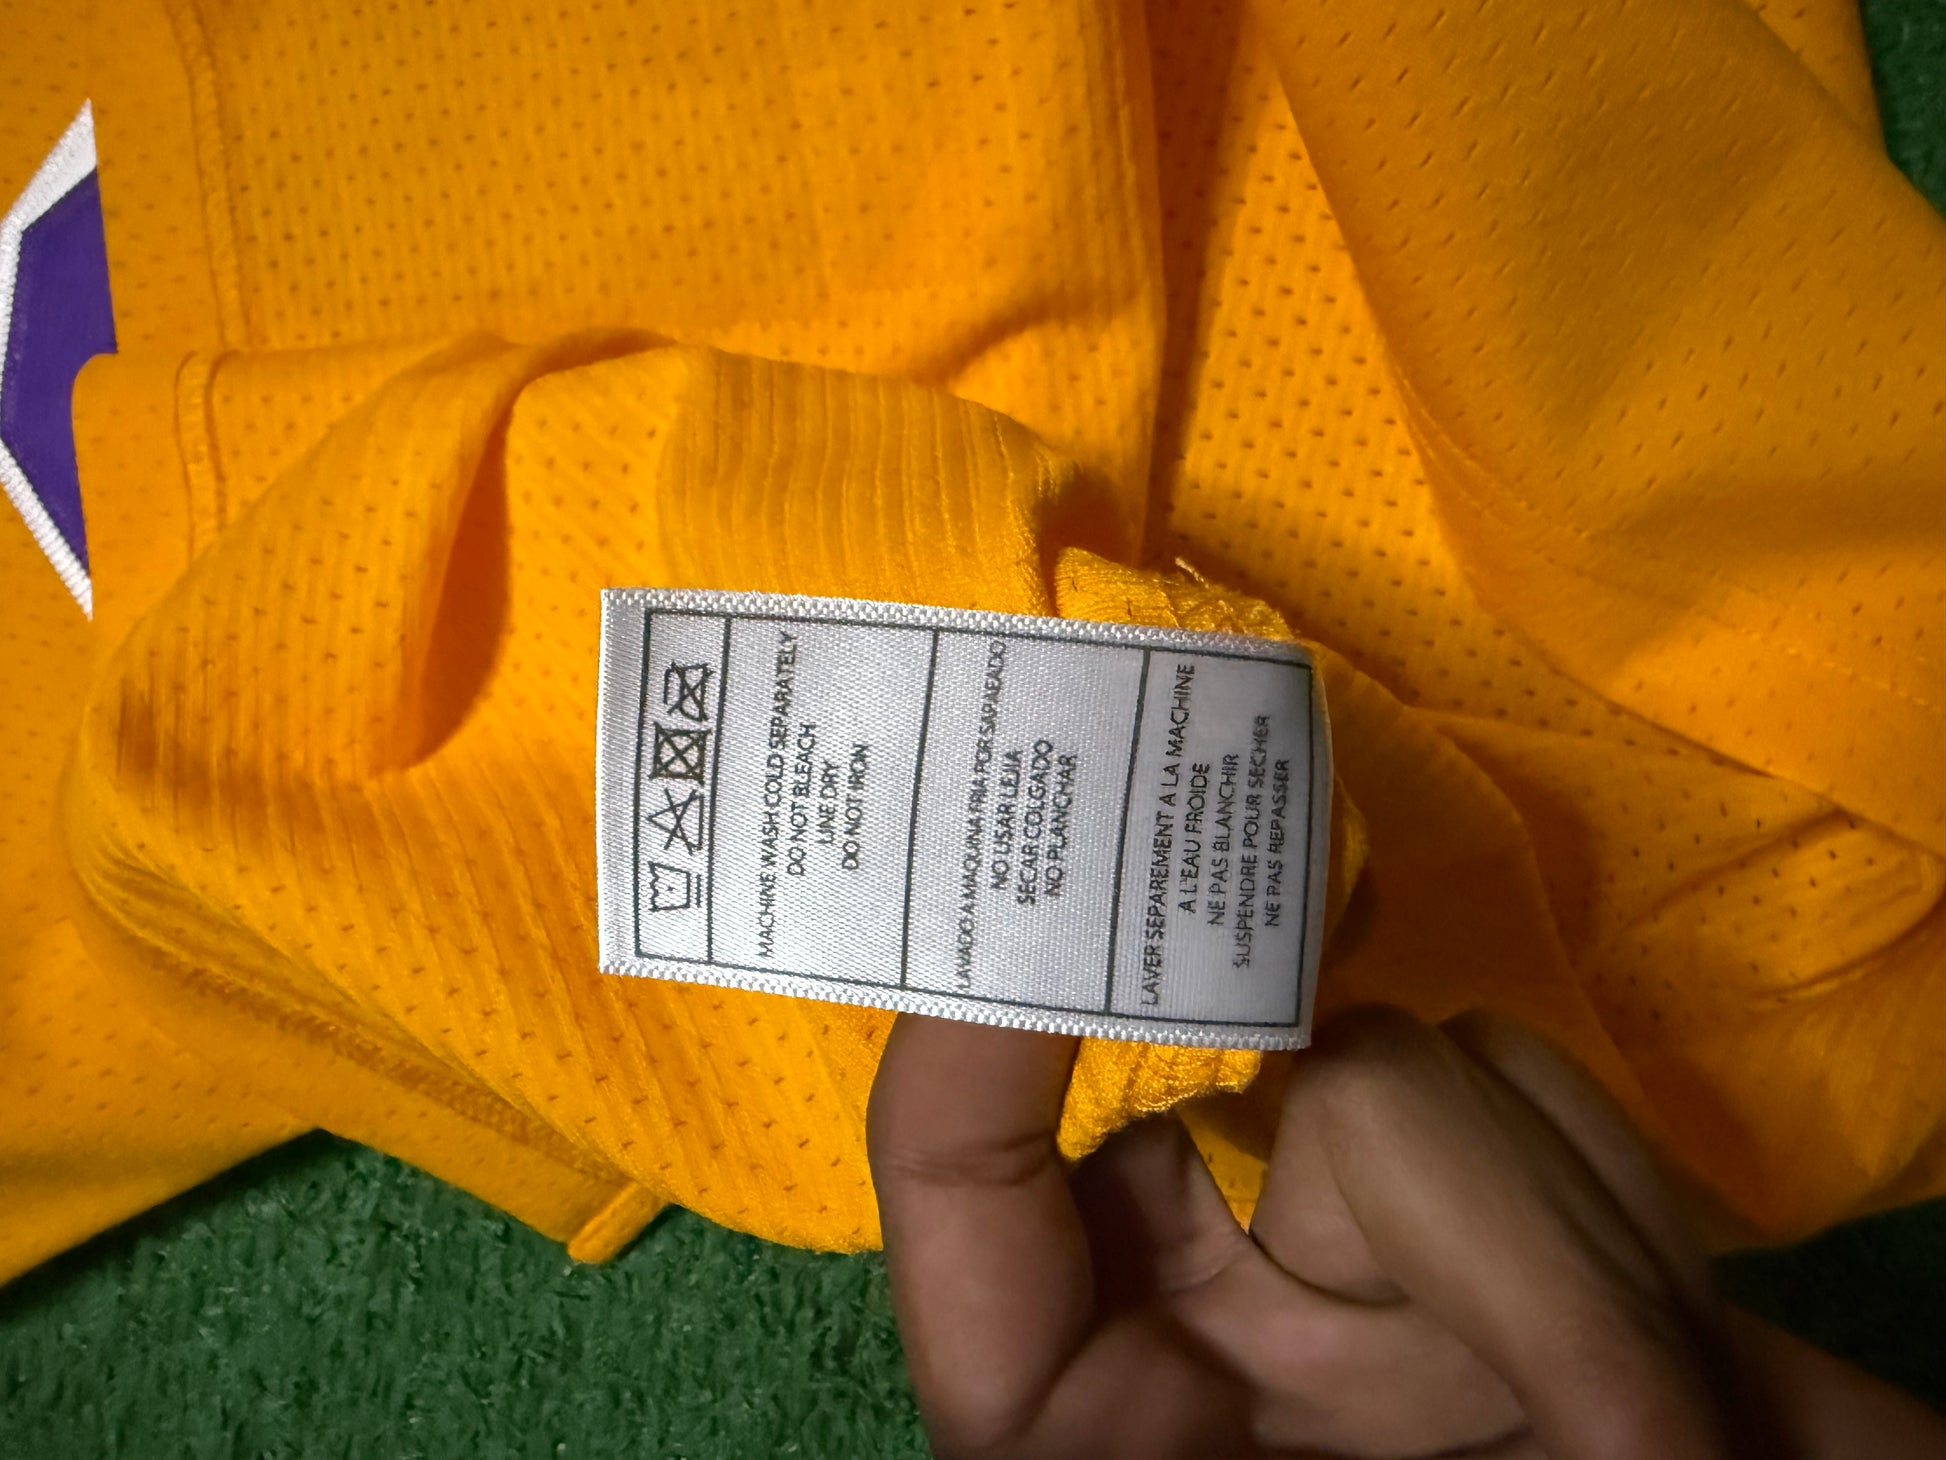 MACHINE WASH COLD SEPARATELY
DO NOT BLEACH
LINE DRY
DO NOT IRON
LAVADO A MAQUINA FRIA POR SAPAEADO
NO USAR LEJIA
SECAR COLGADO
NO PLANCHAR
LAVER SEPAREMENT A LA MACHINE
A L'EAU FROIDE
NE PAS BLANCHIR
SUSPENDRE POUR SECHER
NE PAS REPASSER